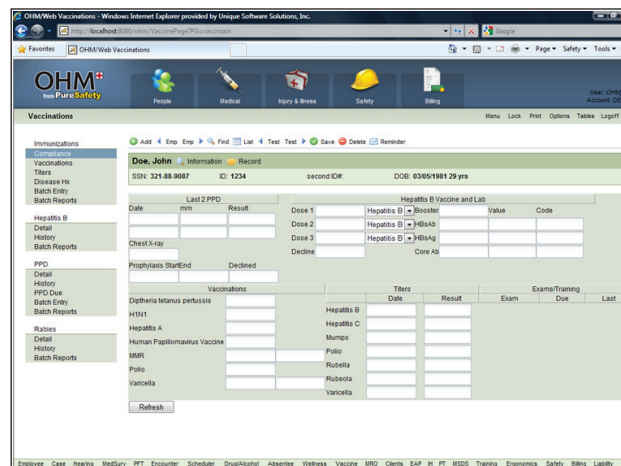 OHM/Web Vaccinations - Windows Internet Explorer provided by Unique Software Solutions, Inc.
http://localhost:8080/ohm/VaccinePage?PG=vaccmain
Google
Favorites OHM/Web Vaccinations Page Safety Tools
OHM
from PureSafety
People Medical Injury & Illness Safety Billing
User: OHM
Account: DE
Vaccinations Menu Lock Print Options Tables Logoff
Immunizations
Compliance
Vaccinations
Titers
Disease Hx
Batch Entry
Batch Reports
Hepatitis B
Detail
History
Batch Reports
PPD
Detail
History
PPD Due
Batch Entry
Batch Reports
Rabies
Detail
History
Batch Reports
Add Emp Emp Find List Test Test Save Delete Reminder
Doe, John Information Record
SSN: 321-88-9087 ID: 1234 second ID#: DOB: 03/05/1981 29 yrs
Last 2 PPD
Date mm Result
Chest X-ray
Prophylaxis Start End Declined
Hepatitis B Vaccine and Lab
Dose 1 Hepatitis B Booster Value Code
Dose 2 Hepatitis B HBsAb
Dose 3 Hepatitis B HBsAg
Decline Core Ab
Vaccinations
Diptheria tetanus pertussis
H1N1
Hepatitis A
Human Papillomavirus Vaccine
MMR
Polio
Varicella
Titers
Date Result
Hepatitis B
Hepatitis C
Mumps
Polio
Rubella
Rubeola
Varicella
Exams/Training
Exam Due Last
Refresh
Employee Case Hearing MedSurv PFT Encounter Scheduler Drug/Alcohol Absentee Wellness Vaccine MRO Clients EAP IH PT MSDS Training Ergonomics Safety Billing Liability